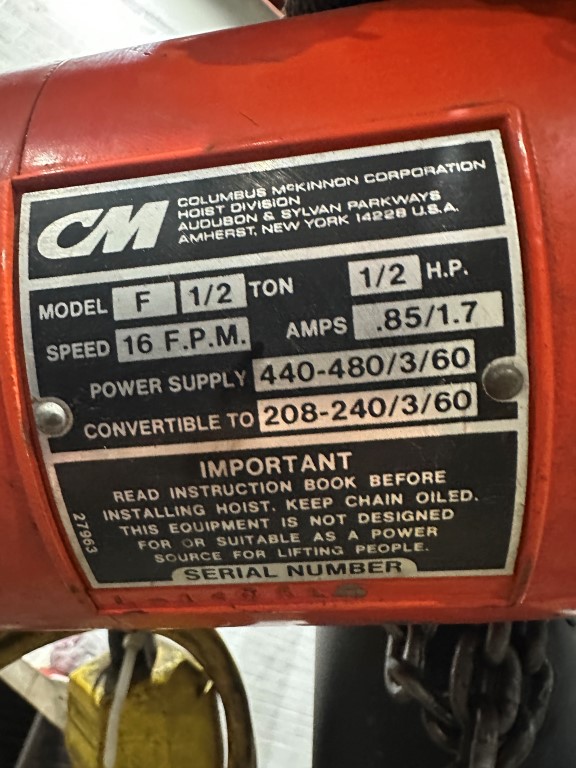 CM
COLUMBUS McKINNON CORPORATION
HOIST DIVISION
AUDUBON & SYLVAN PARKWAYS
AMHERST, NEW YORK 14228 U.S.A.
MODEL F 1/2 TON 1/2 H.P.
SPEED 16 F.P.M. AMPS .85/1.7
POWER SUPPLY 440-480/3/60
CONVERTIBLE TO 208-240/3/60
IMPORTANT
READ INSTRUCTION BOOK BEFORE
INSTALLING HOIST. KEEP CHAIN OILED.
THIS EQUIPMENT IS NOT DESIGNED
FOR OR SUITABLE AS A POWER
SOURCE FOR LIFTING PEOPLE.
27963
SERIAL NUMBER